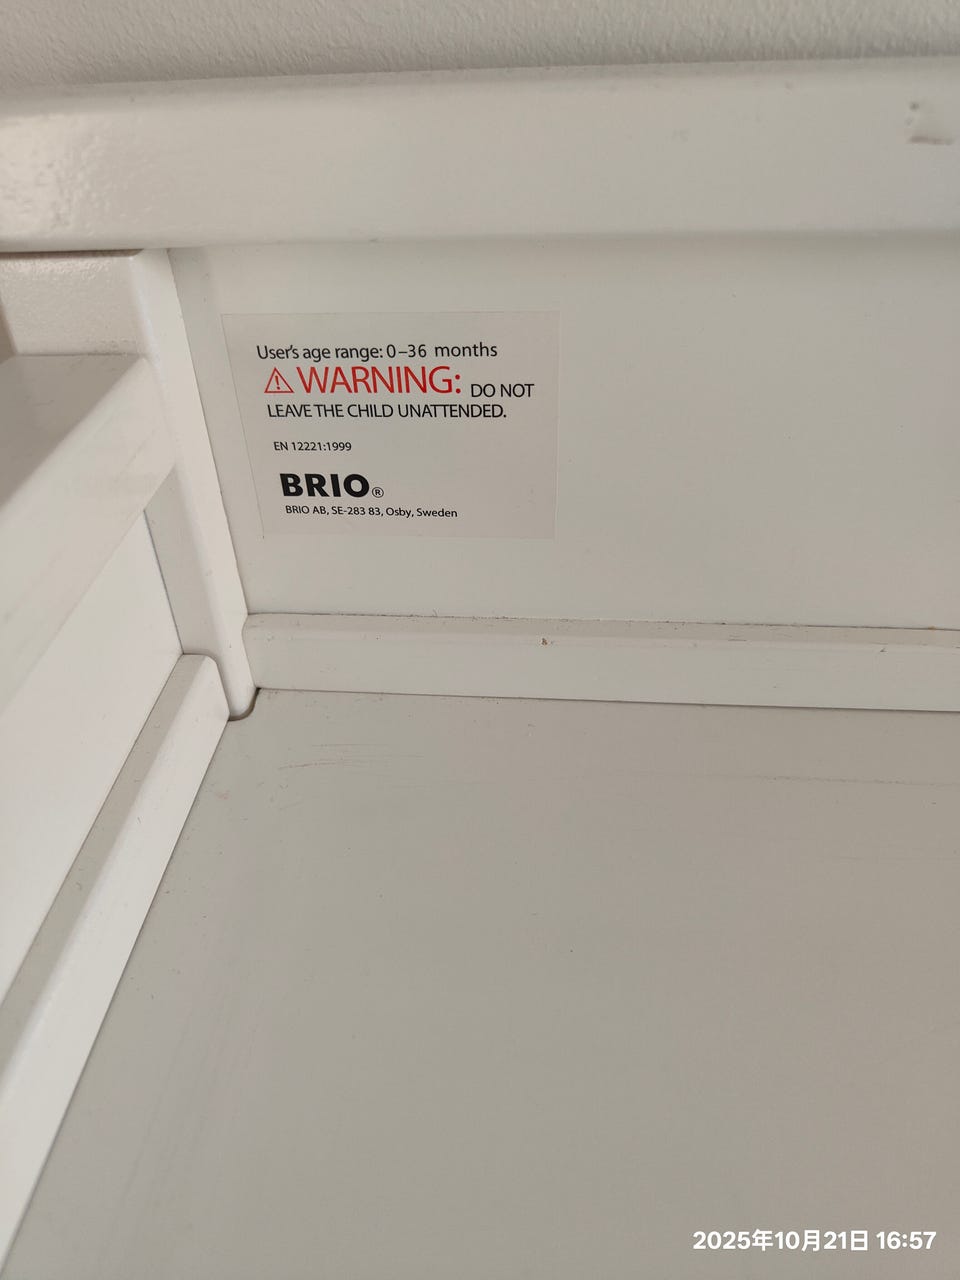 User's age range: 0–36 months
⚠ WARNING: DO NOT
LEAVE THE CHILD UNATTENDED.
EN 12221:1999
BRIO®
BRIO AB, SE-283 83, Osby, Sweden
2025年10月21日 16:57